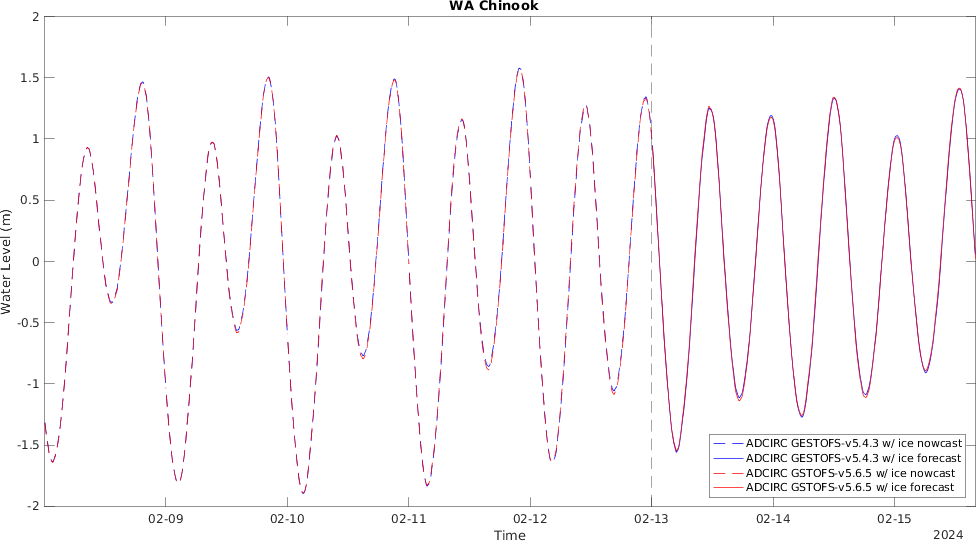 WA Chinook
2
1.5
1
0.5
0
-0.5
-1
-1.5
-2
Water Level (m)
02-09 02-10 02-11 02-12 02-13 02-14 02-15
Time
2024
ADCIRC GESTOFS-v5.4.3 w/ ice nowcast
ADCIRC GESTOFS-v5.4.3 w/ ice forecast
ADCIRC GSTOFS-v5.6.5 w/ ice nowcast
ADCIRC GSTOFS-v5.6.5 w/ ice forecast